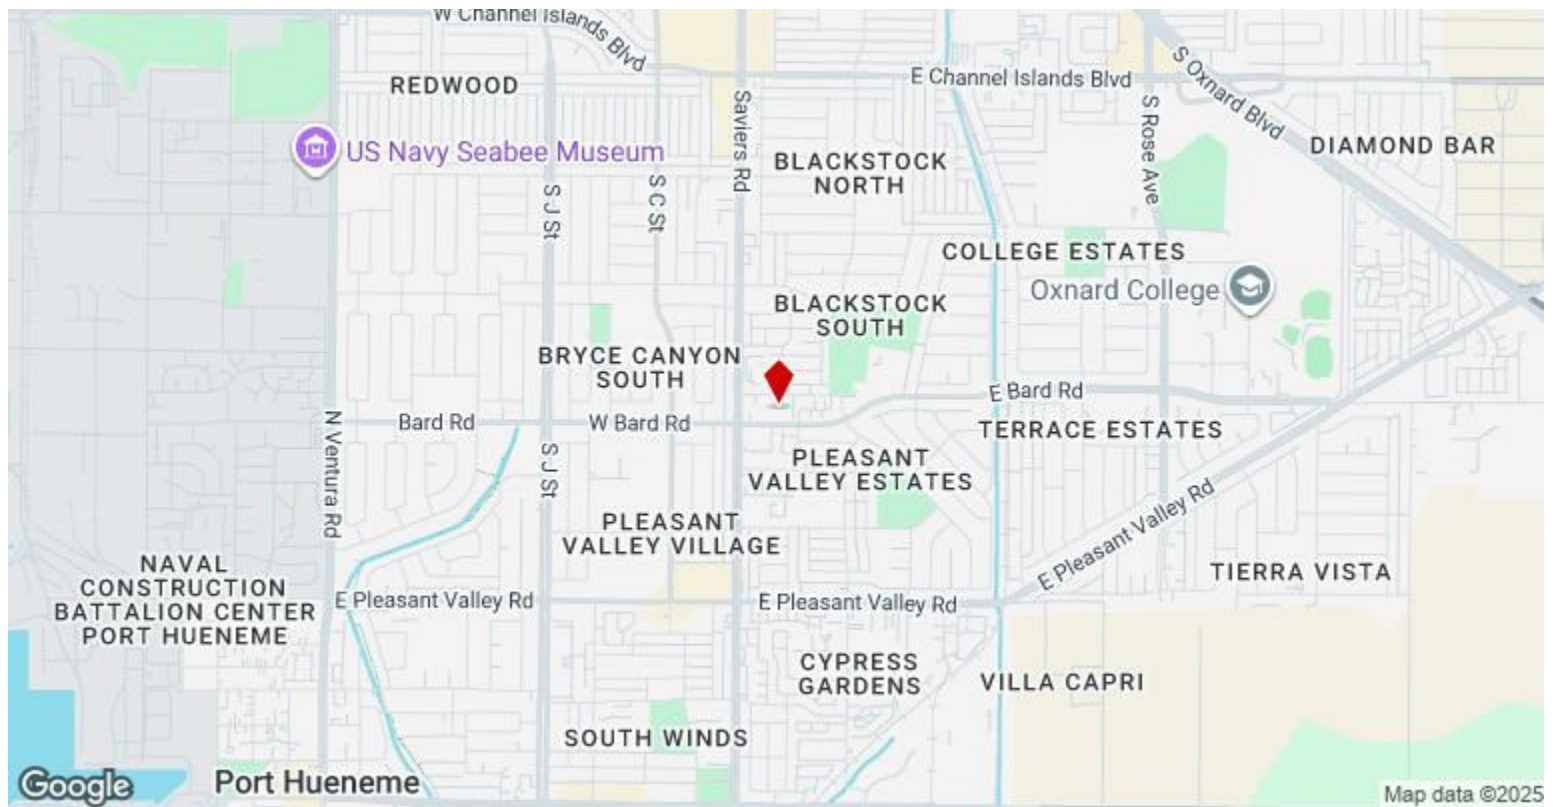 W Channel Islands Blvd
REDWOOD
E Channel Islands Blvd
S Oxnard Blvd
US Navy Seabee Museum
Saviers Rd
S Rose Ave
DIAMOND BAR
BLACKSTOCK
NORTH
S J St
S C St
COLLEGE ESTATES
Oxnard College
BLACKSTOCK
SOUTH
BRYCE CANYON
SOUTH
E Bard Rd
Bard Rd
W Bard Rd
N Ventura Rd
TERRACE ESTATES
S J St
PLEASANT
VALLEY ESTATES
E Pleasant Valley Rd
PLEASANT
VALLEY VILLAGE
TIERRA VISTA
NAVAL
CONSTRUCTION
BATTALION CENTER
PORT HUENEME
E Pleasant Valley Rd
E Pleasant Valley Rd
CYPRESS
GARDENS
VILLA CAPRI
SOUTH WINDS
Google
Port Hueneme
Map data ©2025